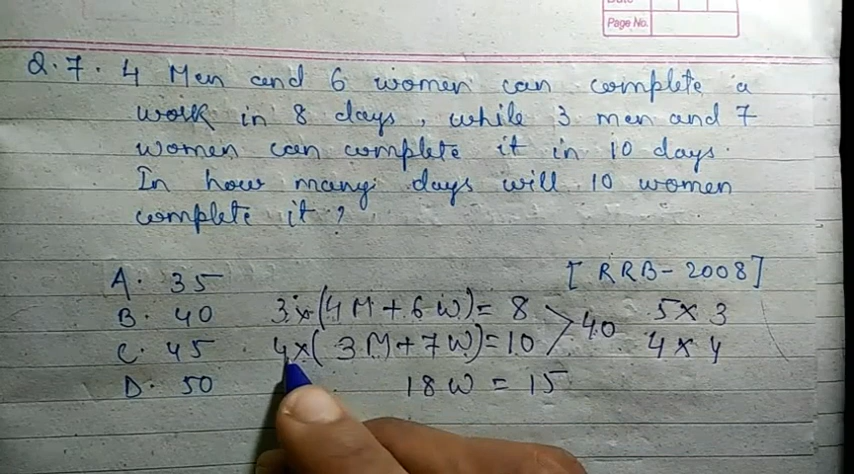 Page No.
Q.7. 4 Men and 6 women can complete a
work in 8 days, while 3 men and 7
women can complete it in 10 days.
In how many days will 10 women
complete it ?
[RRB-2008]
A. 35
B. 40 3×(4M+6W)=8 >40 5×3
C. 45 4×(3M+7W)=10 4×4
D. 50 18W = 15